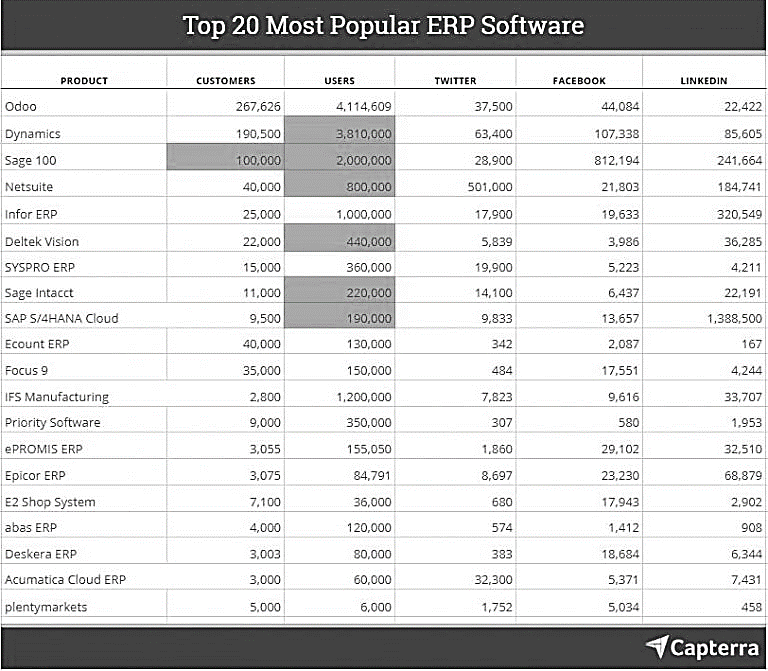 Top 20 Most Popular ERP Software
PRODUCT CUSTOMERS USERS TWITTER FACEBOOK LINKEDIN
Odoo 267,626 4,114,609 37,500 44,084 22,422
Dynamics 190,500 3,810,000 63,400 107,338 85,605
Sage 100 100,000 2,000,000 28,900 812,194 241,664
Netsuite 40,000 800,000 501,000 21,803 184,741
Infor ERP 25,000 1,000,000 17,900 19,633 320,549
Deltek Vision 22,000 440,000 5,839 3,986 36,285
SYSPRO ERP 15,000 360,000 19,900 5,223 4,211
Sage Intacct 11,000 220,000 14,100 6,437 22,191
SAP S/4HANA Cloud 9,500 190,000 9,833 13,657 1,388,500
Ecount ERP 40,000 130,000 342 2,087 167
Focus 9 35,000 150,000 484 17,551 4,244
IFS Manufacturing 2,800 1,200,000 7,823 9,616 33,707
Priority Software 9,000 350,000 307 580 1,953
ePROMIS ERP 3,055 155,050 1,860 29,102 32,510
Epicor ERP 3,075 84,791 8,697 23,230 68,879
E2 Shop System 7,100 36,000 680 17,943 2,902
abas ERP 4,000 120,000 574 1,412 908
Deskera ERP 3,003 80,000 383 18,684 6,344
Acumatica Cloud ERP 3,000 60,000 32,300 5,371 7,431
plentymarkets 5,000 6,000 1,752 5,034 458
Capterra